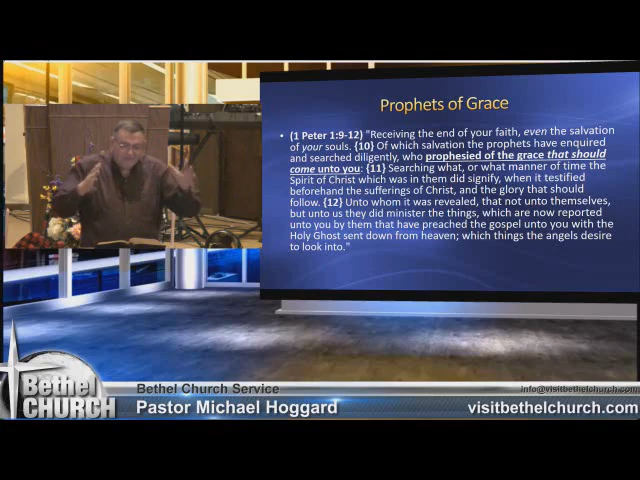 Prophets of Grace
• (1 Peter 1:9-12) "Receiving the end of your faith, even the salvation
of your souls. {10} Of which salvation the prophets have enquired
and searched diligently, who prophesied of the grace that should
come unto you: {11} Searching what, or what manner of time the
Spirit of Christ which was in them did signify, when it testified
beforehand the sufferings of Christ, and the glory that should
follow. {12} Unto whom it was revealed, that not unto themselves,
but unto us they did minister the things, which are now reported
unto you by them that have preached the gospel unto you with the
Holy Ghost sent down from heaven; which things the angels desire
to look into."
Bethel
CHURCH
Bethel Church Service
info@visitbethelchurch.com
Pastor Michael Hoggard
visitbethelchurch.com